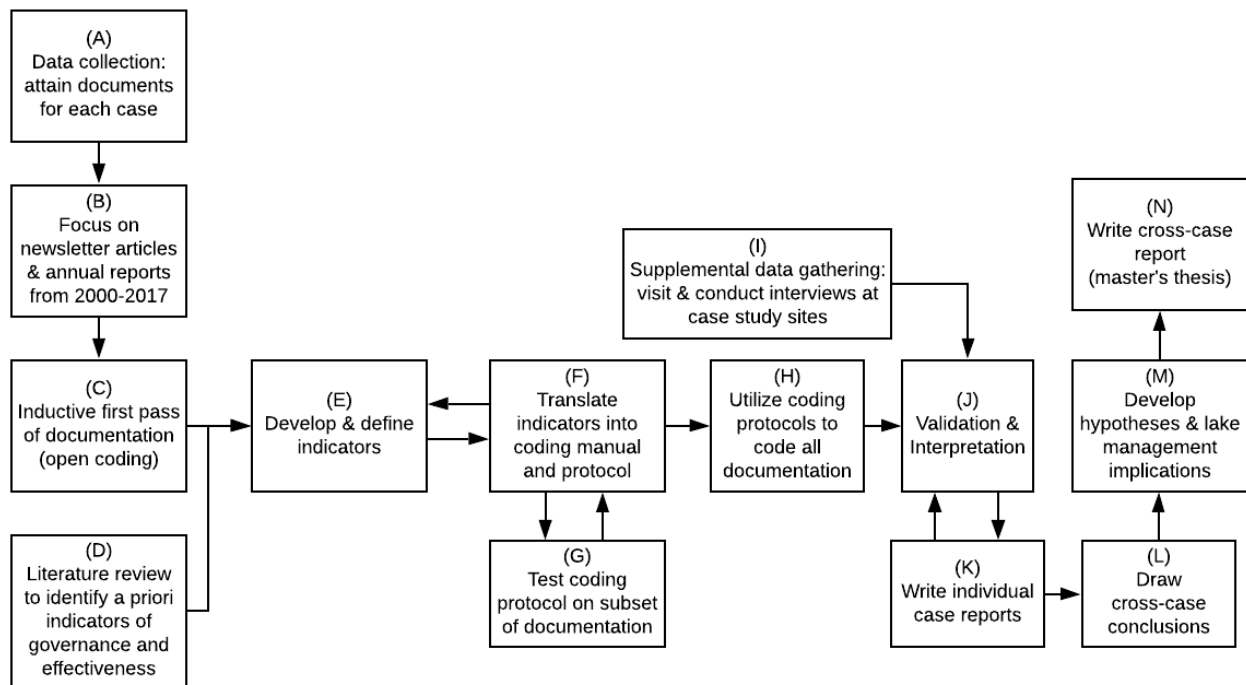 (A)
Data collection:
attain documents
for each case
(B)
Focus on
newsletter articles
& annual reports
from 2000-2017
(C)
Inductive first pass
of documentation
(open coding)
(D)
Literature review
to identify a priori
indicators of
governance and
effectiveness
(E)
Develop & define
indicators
(F)
Translate
indicators into
coding manual
and protocol
(G)
Test coding
protocol on subset
of documentation
(H)
Utilize coding
protocols to
code all
documentation
(I)
Supplemental data gathering:
visit & conduct interviews at
case study sites
(J)
Validation &
Interpretation
(K)
Write individual
case reports
(L)
Draw
cross-case
conclusions
(M)
Develop
hypotheses & lake
management
implications
(N)
Write cross-case
report
(master's thesis)